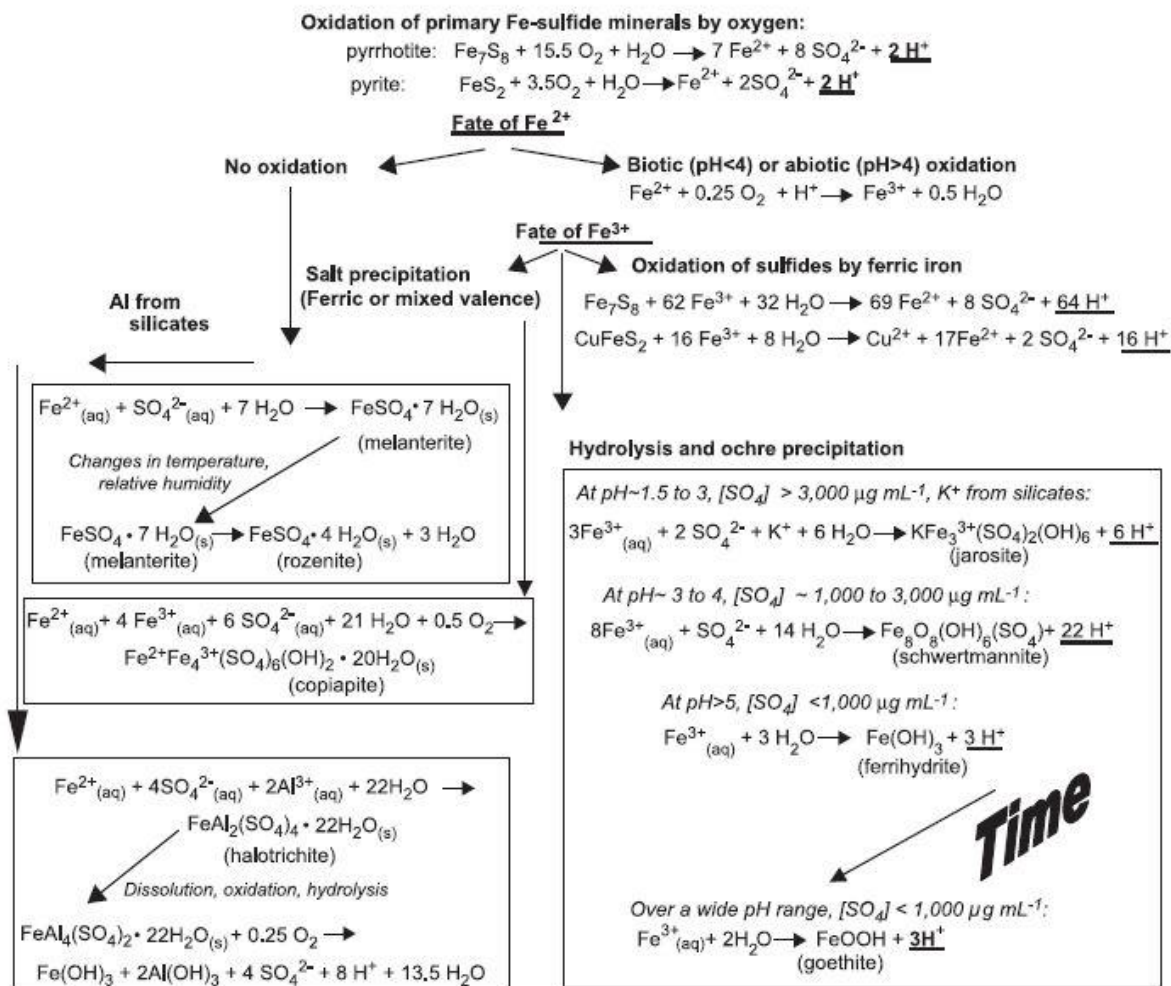 Oxidation of primary Fe-sulfide minerals by oxygen:
pyrrhotite: Fe₇S₈ + 15.5 O₂ + H₂O → 7 Fe²⁺ + 8 SO₄²⁻ + 2 H⁺
pyrite: FeS₂ + 3.5O₂ + H₂O → Fe²⁺ + 2SO₄²⁻ + 2 H⁺
Fate of Fe²⁺
No oxidation
Biotic (pH<4) or abiotic (pH>4) oxidation
Fe²⁺ + 0.25 O₂ + H⁺ → Fe³⁺ + 0.5 H₂O
Fate of Fe³⁺
Salt precipitation
(Ferric or mixed valence)
Oxidation of sulfides by ferric iron
Fe₇S₈ + 62 Fe³⁺ + 32 H₂O → 69 Fe²⁺ + 8 SO₄²⁻ + 64 H⁺
CuFeS₂ + 16 Fe³⁺ + 8 H₂O → Cu²⁺ + 17Fe²⁺ + 2 SO₄²⁻ + 16 H⁺
Al from
silicates
Fe²⁺(aq) + SO₄²⁻(aq) + 7 H₂O → FeSO₄• 7 H₂O(s)
(melanterite)
Changes in temperature,
relative humidity
FeSO₄ • 7 H₂O(s) → FeSO₄• 4 H₂O(s) + 3 H₂O
(melanterite) (rozenite)
Fe²⁺(aq)+ 4 Fe³⁺(aq)+ 6 SO₄²⁻(aq)+ 21 H₂O + 0.5 O₂ →
Fe²⁺Fe₄³⁺(SO₄)₆(OH)₂ • 20H₂O(s)
(copiapite)
Fe²⁺(aq) + 4SO₄²⁻(aq) + 2Al³⁺(aq) + 22H₂O →
FeAl₂(SO₄)₄ • 22H₂O(s)
(halotrichite)
Dissolution, oxidation, hydrolysis
FeAl₄(SO₄)₂• 22H₂O(s) + 0.25 O₂ →
Fe(OH)₃ + 2Al(OH)₃ + 4 SO₄²⁻ + 8 H⁺ + 13.5 H₂O
Hydrolysis and ochre precipitation
At pH~1.5 to 3, [SO₄] > 3,000 µg mL⁻¹, K⁺ from silicates:
3Fe³⁺(aq) + 2 SO₄²⁻ + K⁺ + 6 H₂O → KFe₃³⁺(SO₄)₂(OH)₆ + 6 H⁺
(jarosite)
At pH~ 3 to 4, [SO₄] ~ 1,000 to 3,000 µg mL⁻¹ :
8Fe³⁺(aq) + SO₄²⁻ + 14 H₂O → Fe₈O₈(OH)₆(SO₄)+ 22 H⁺
(schwertmannite)
At pH>5, [SO₄] <1,000 µg mL⁻¹ :
Fe³⁺(aq) + 3 H₂O → Fe(OH)₃ + 3 H⁺
(ferrihydrite)
Time
Over a wide pH range, [SO₄] < 1,000 µg mL⁻¹:
Fe³⁺(aq)+ 2H₂O → FeOOH + 3H⁺
(goethite)